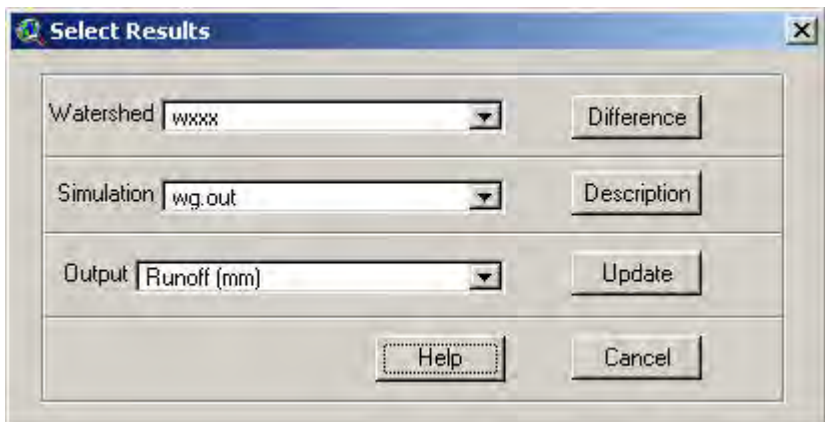 Select Results
Watershed wxxx Difference
Simulation wg.out Description
Output Runoff (mm) Update
Help Cancel